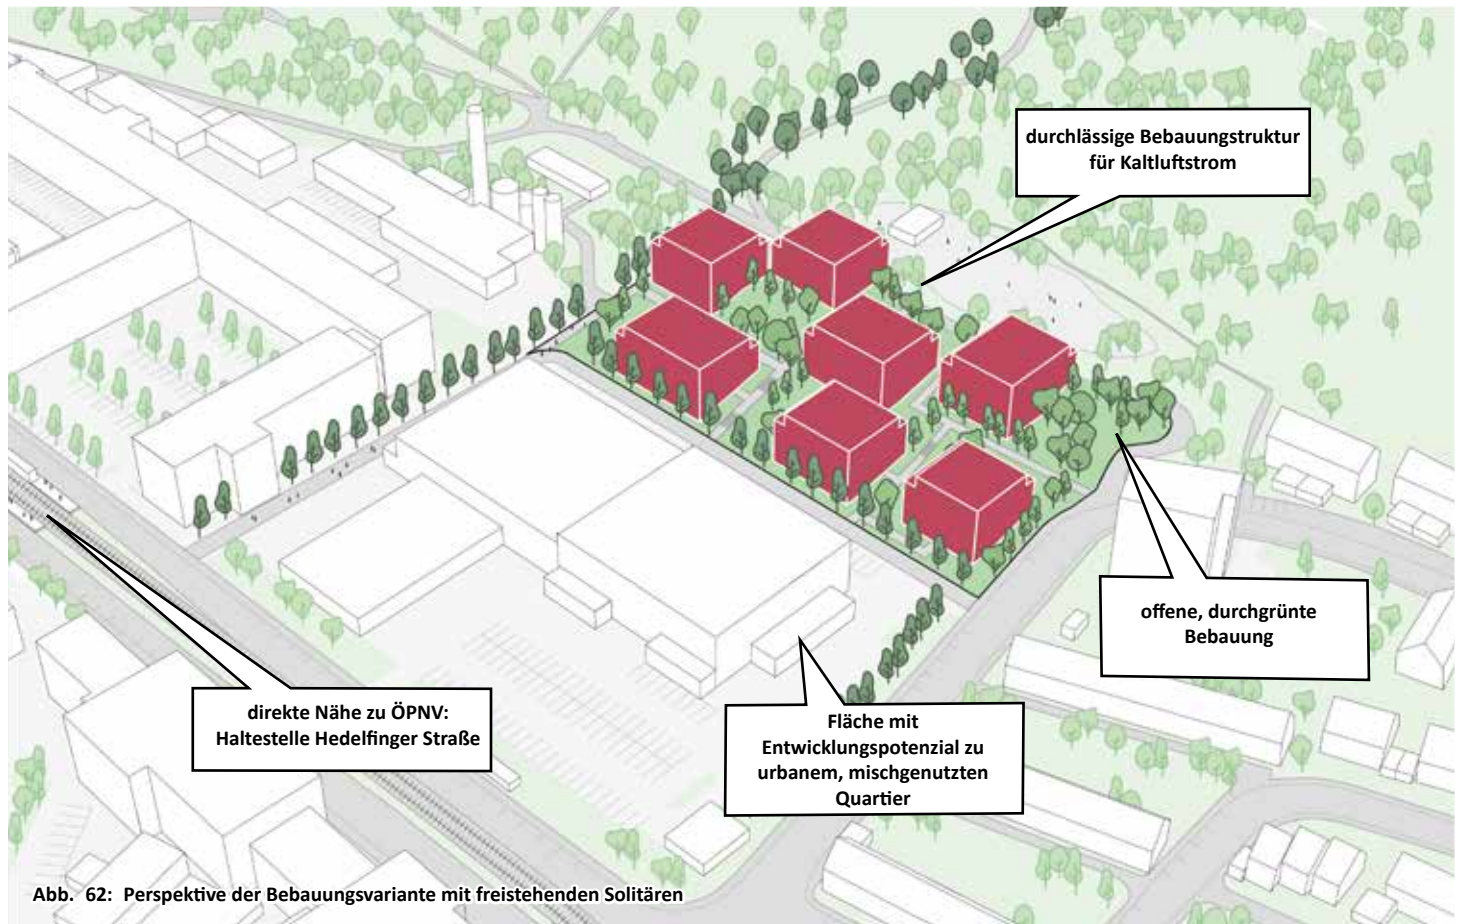 durchlässige Bebauungstruktur
für Kaltluftstrom
offene, durchgrünte
Bebauung
direkte Nähe zu ÖPNV:
Haltestelle Hedelfinger Straße
Fläche mit
Entwicklungspotenzial zu
urbanem, mischgenutzten
Quartier
Abb. 62: Perspektive der Bebauungsvariante mit freistehenden Solitären